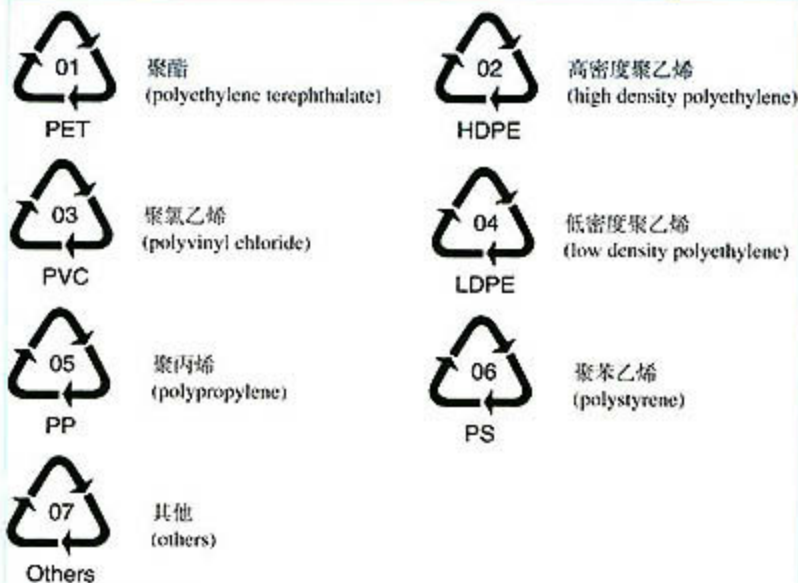 01
PET
聚酯
(polyethylene terephthalate)
02
HDPE
高密度聚乙烯
(high density polyethylene)
03
PVC
聚氯乙烯
(polyvinyl chloride)
04
LDPE
低密度聚乙烯
(low density polyethylene)
05
PP
聚丙烯
(polypropylene)
06
PS
聚苯乙烯
(polystyrene)
07
Others
其他
(others)